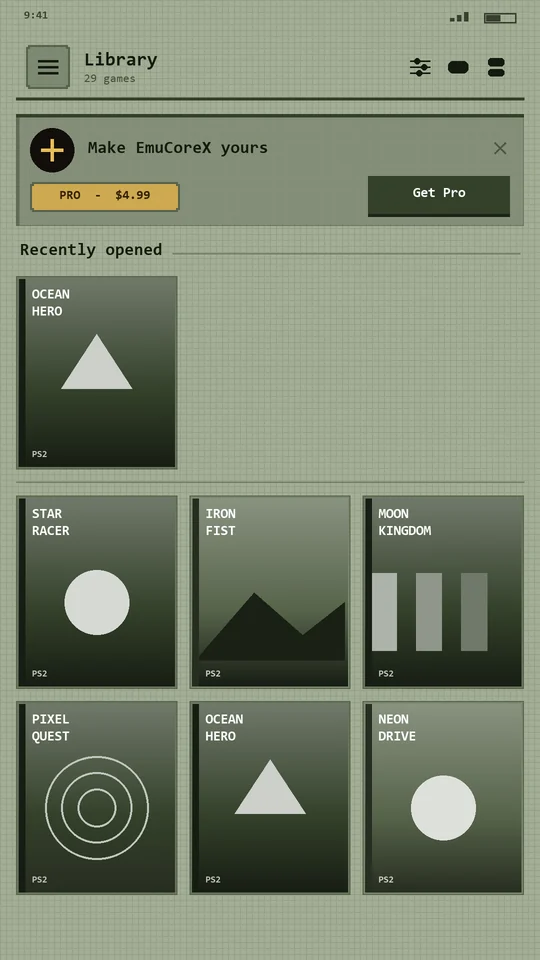 9:41
Library
29 games
Make EmuCoreX yours
PRO - $4.99
Get Pro
Recently opened
OCEAN
HERO
PS2
STAR
RACER
PS2
IRON
FIST
PS2
MOON
KINGDOM
PS2
PIXEL
QUEST
PS2
OCEAN
HERO
PS2
NEON
DRIVE
PS2